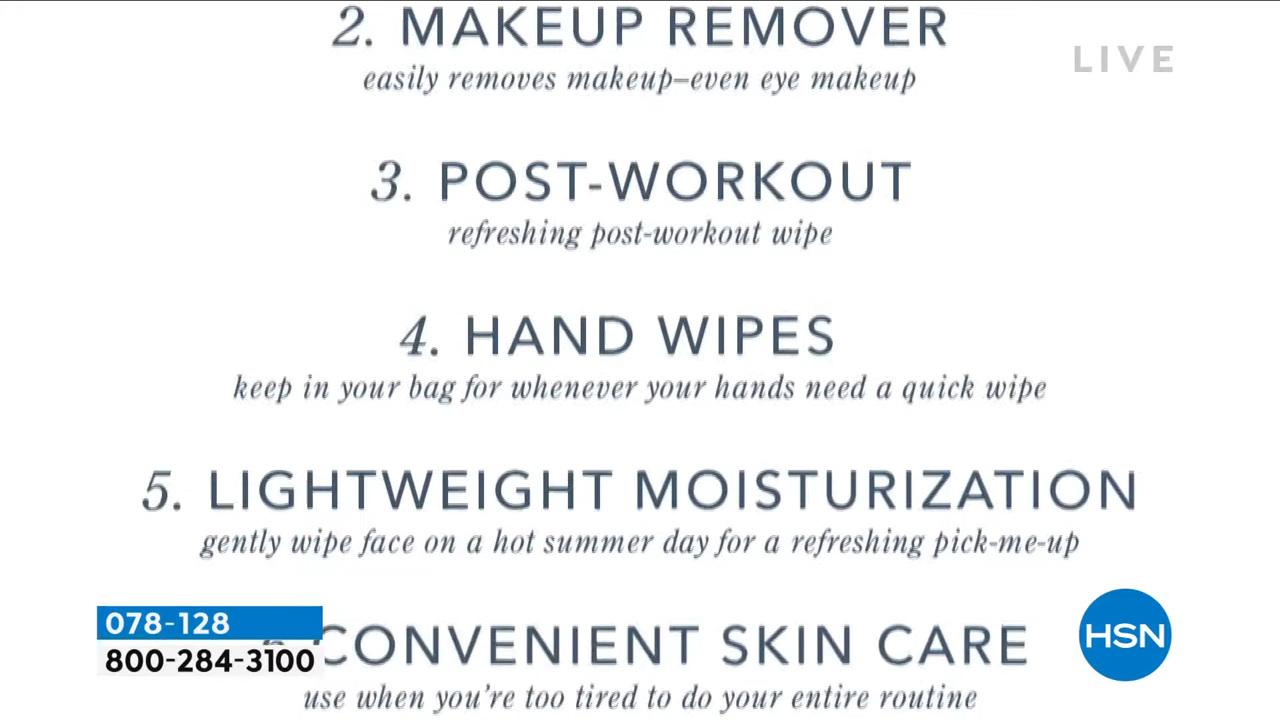 2. MAKEUP REMOVER
LIVE
easily removes makeup–even eye makeup
3. POST-WORKOUT
refreshing post-workout wipe
4. HAND WIPES
keep in your bag for whenever your hands need a quick wipe
5. LIGHTWEIGHT MOISTURIZATION
gently wipe face on a hot summer day for a refreshing pick-me-up
078-128
800-284-3100
CONVENIENT SKIN CARE
HSN
use when you're too tired to do your entire routine